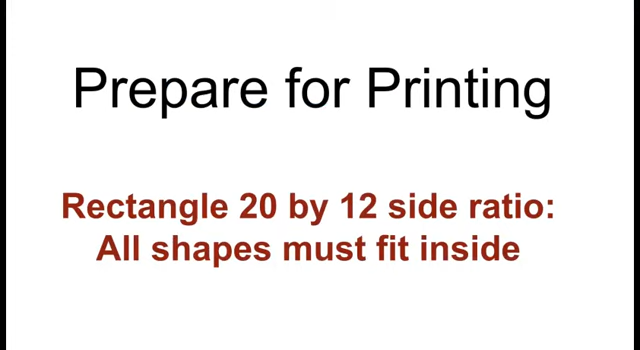 Prepare for Printing
Rectangle 20 by 12 side ratio:
All shapes must fit inside